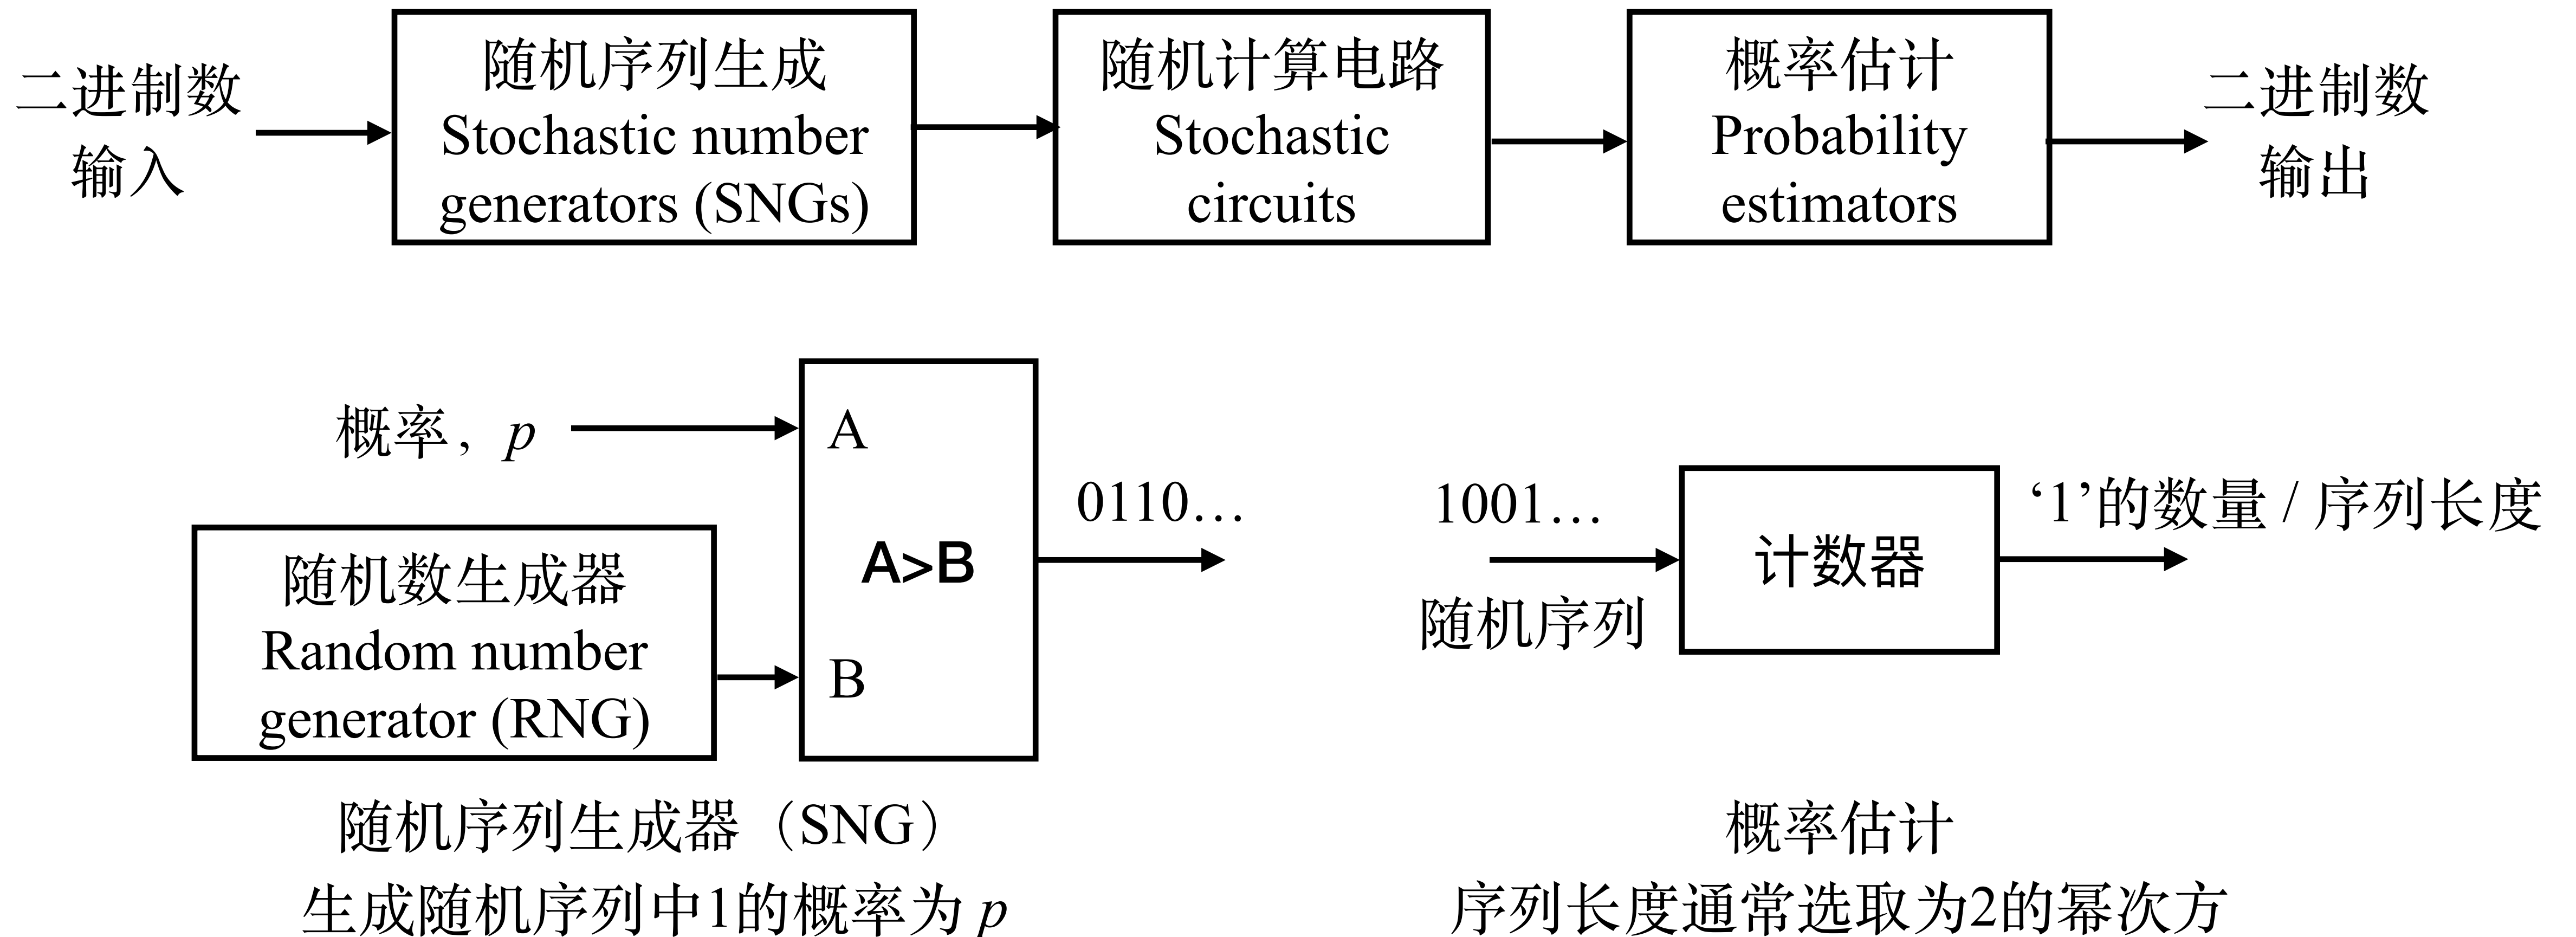 二进制数
输入
随机序列生成
Stochastic number
generators (SNGs)
随机计算电路
Stochastic
circuits
概率估计
Probability
estimators
二进制数
输出
概率, p
A
A>B
B
随机数生成器
Random number
generator (RNG)
0110…
随机序列生成器（SNG）
生成随机序列中1的概率为 p
1001…
随机序列
计数器
‘1’的数量 / 序列长度
概率估计
序列长度通常选取为2的幂次方